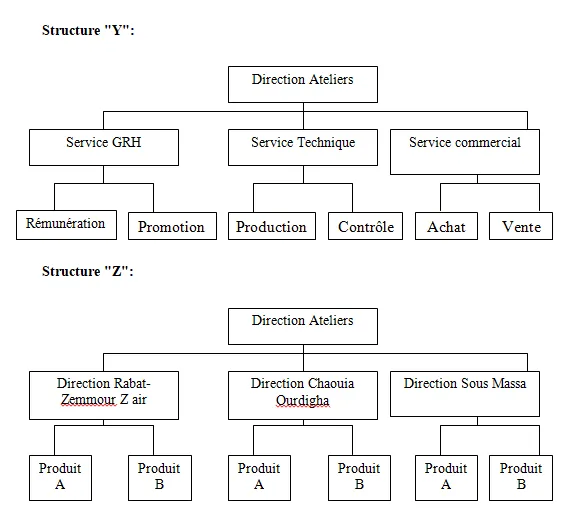 Structure "Y":
Direction Ateliers
Service GRH
Service Technique
Service commercial
Rémunération
Promotion
Production
Contrôle
Achat
Vente
Structure "Z":
Direction Ateliers
Direction Rabat-
Zemmour Z air
Direction Chaouia
Ourdigha
Direction Sous Massa
Produit
A
Produit
B
Produit
A
Produit
B
Produit
A
Produit
B